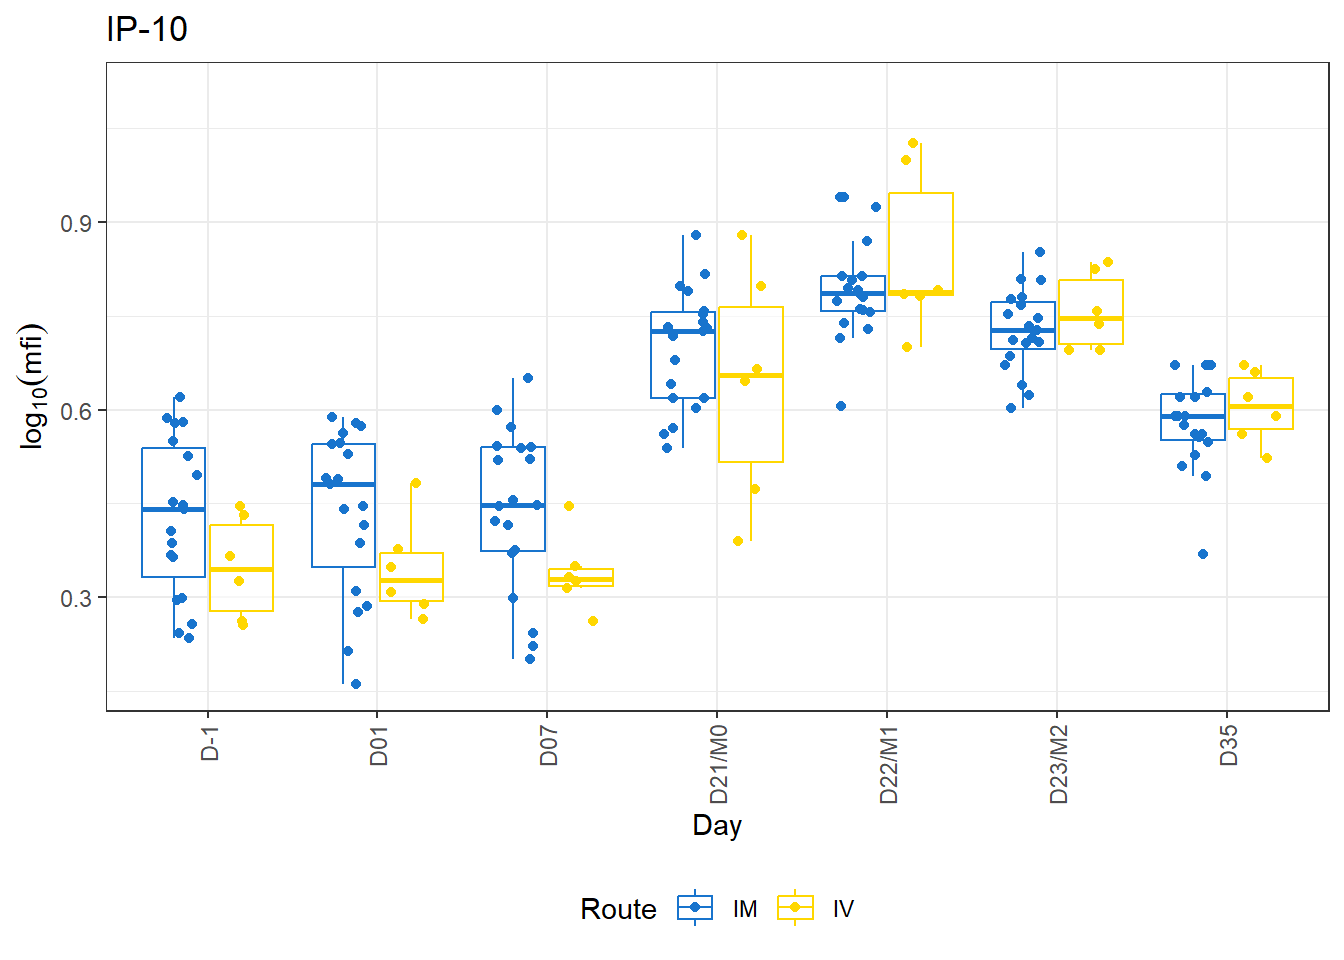 IP-10
log10(mfi)
0.9
0.6
0.3
D-1
D01
D07
D21/M0
D22/M1
D23/M2
D35
Day
Route IM IV